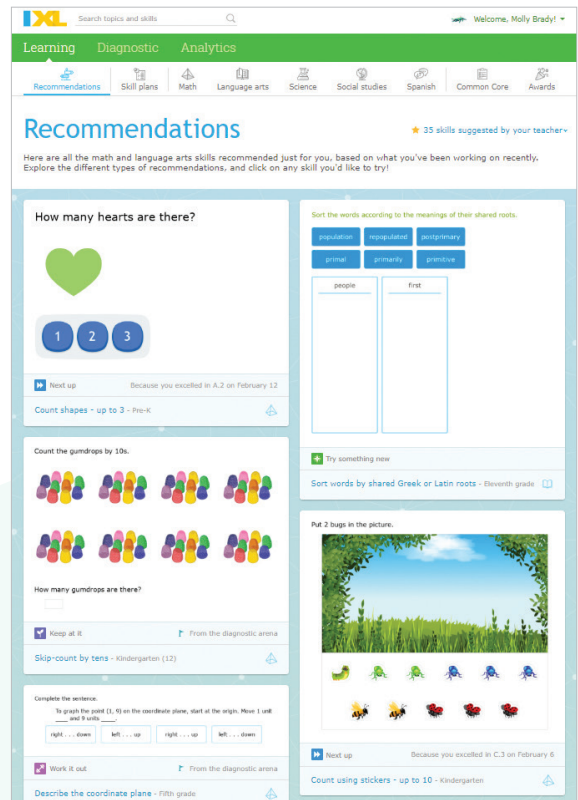 IXL
Search topics and skills
Welcome, Molly Brady!
Learning Diagnostic Analytics
Recommendations Skill plans Math Language arts Science Social studies Spanish Common Core Awards
Recommendations
35 skills suggested by your teacher
Here are all the math and language arts skills recommended just for you, based on what you've been working on recently.
Explore the different types of recommendations, and click on any skill you'd like to try!
How many hearts are there?
1 2 3
Next up
Because you excelled in A.2 on February 12
Count shapes - up to 3 - Pre-K
Count the gumdrops by 10s.
How many gumdrops are there?
Keep at it
From the diagnostic arena
Skip-count by tens - Kindergarten (12)
Complete the sentence.
To graph the point (1, 9) on the coordinate plane, start at the origin. Move 1 unit
____ and 9 units ____.
right . . . down left . . . up right . . . up left . . . down
Work it out
From the diagnostic arena
Describe the coordinate plane - Fifth grade
Sort the words according to the meanings of their shared roots.
population repopulated postprimary
primal primarily primitive
people first
Try something new
Sort words by shared Greek or Latin roots - Eleventh grade
Put 2 bugs in the picture.
Next up
Because you excelled in C.3 on February 6
Count using stickers - up to 10 - Kindergarten